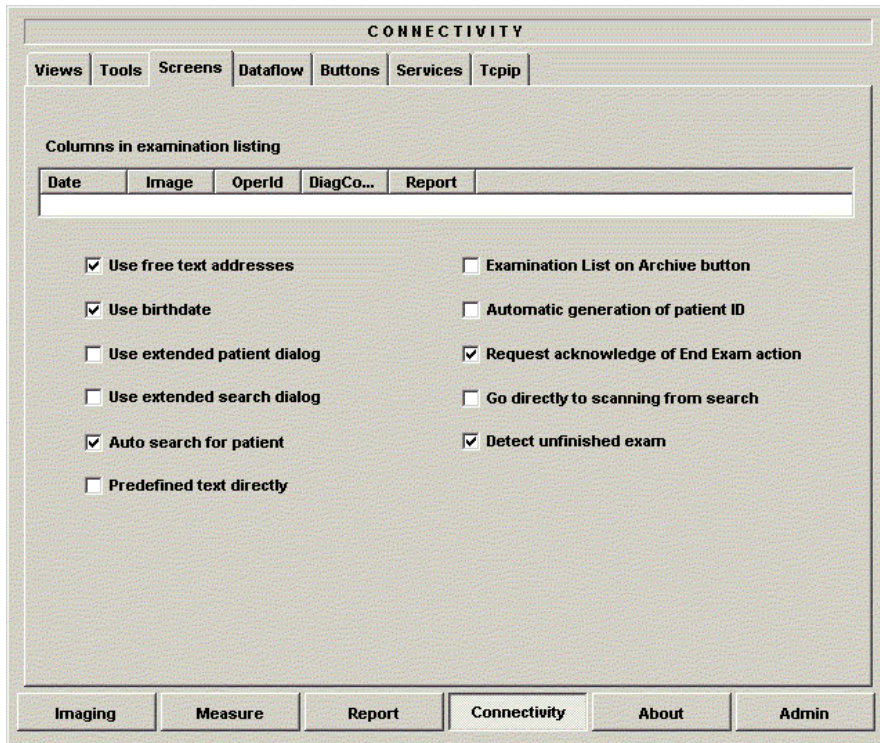 CONNECTIVITY
Views Tools Screens Dataflow Buttons Services Tcpip
Columns in examination listing
Date Image OperId DiagCo... Report
Use free text addresses
Examination List on Archive button
Use birthdate
Automatic generation of patient ID
Use extended patient dialog
Request acknowledge of End Exam action
Use extended search dialog
Go directly to scanning from search
Auto search for patient
Detect unfinished exam
Predefined text directly
Imaging Measure Report Connectivity About Admin